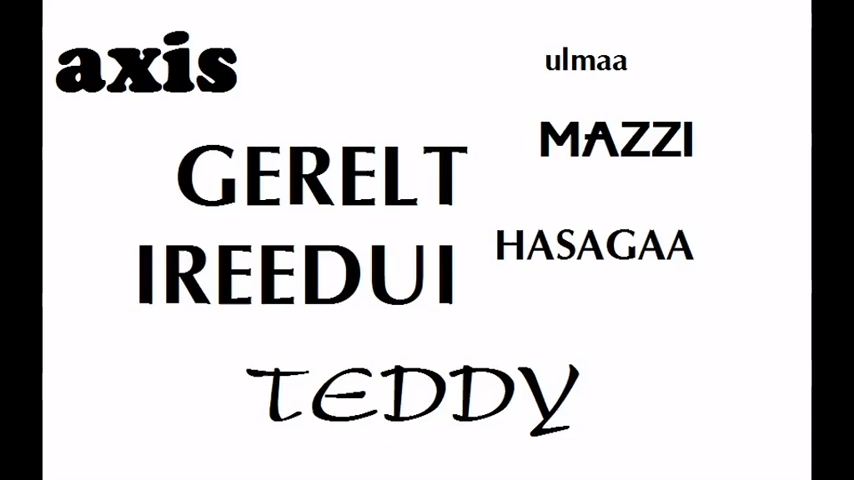 axis
ulmaa
MAZZI
GERELT
IREEDUI
HASAGAA
TEDDY